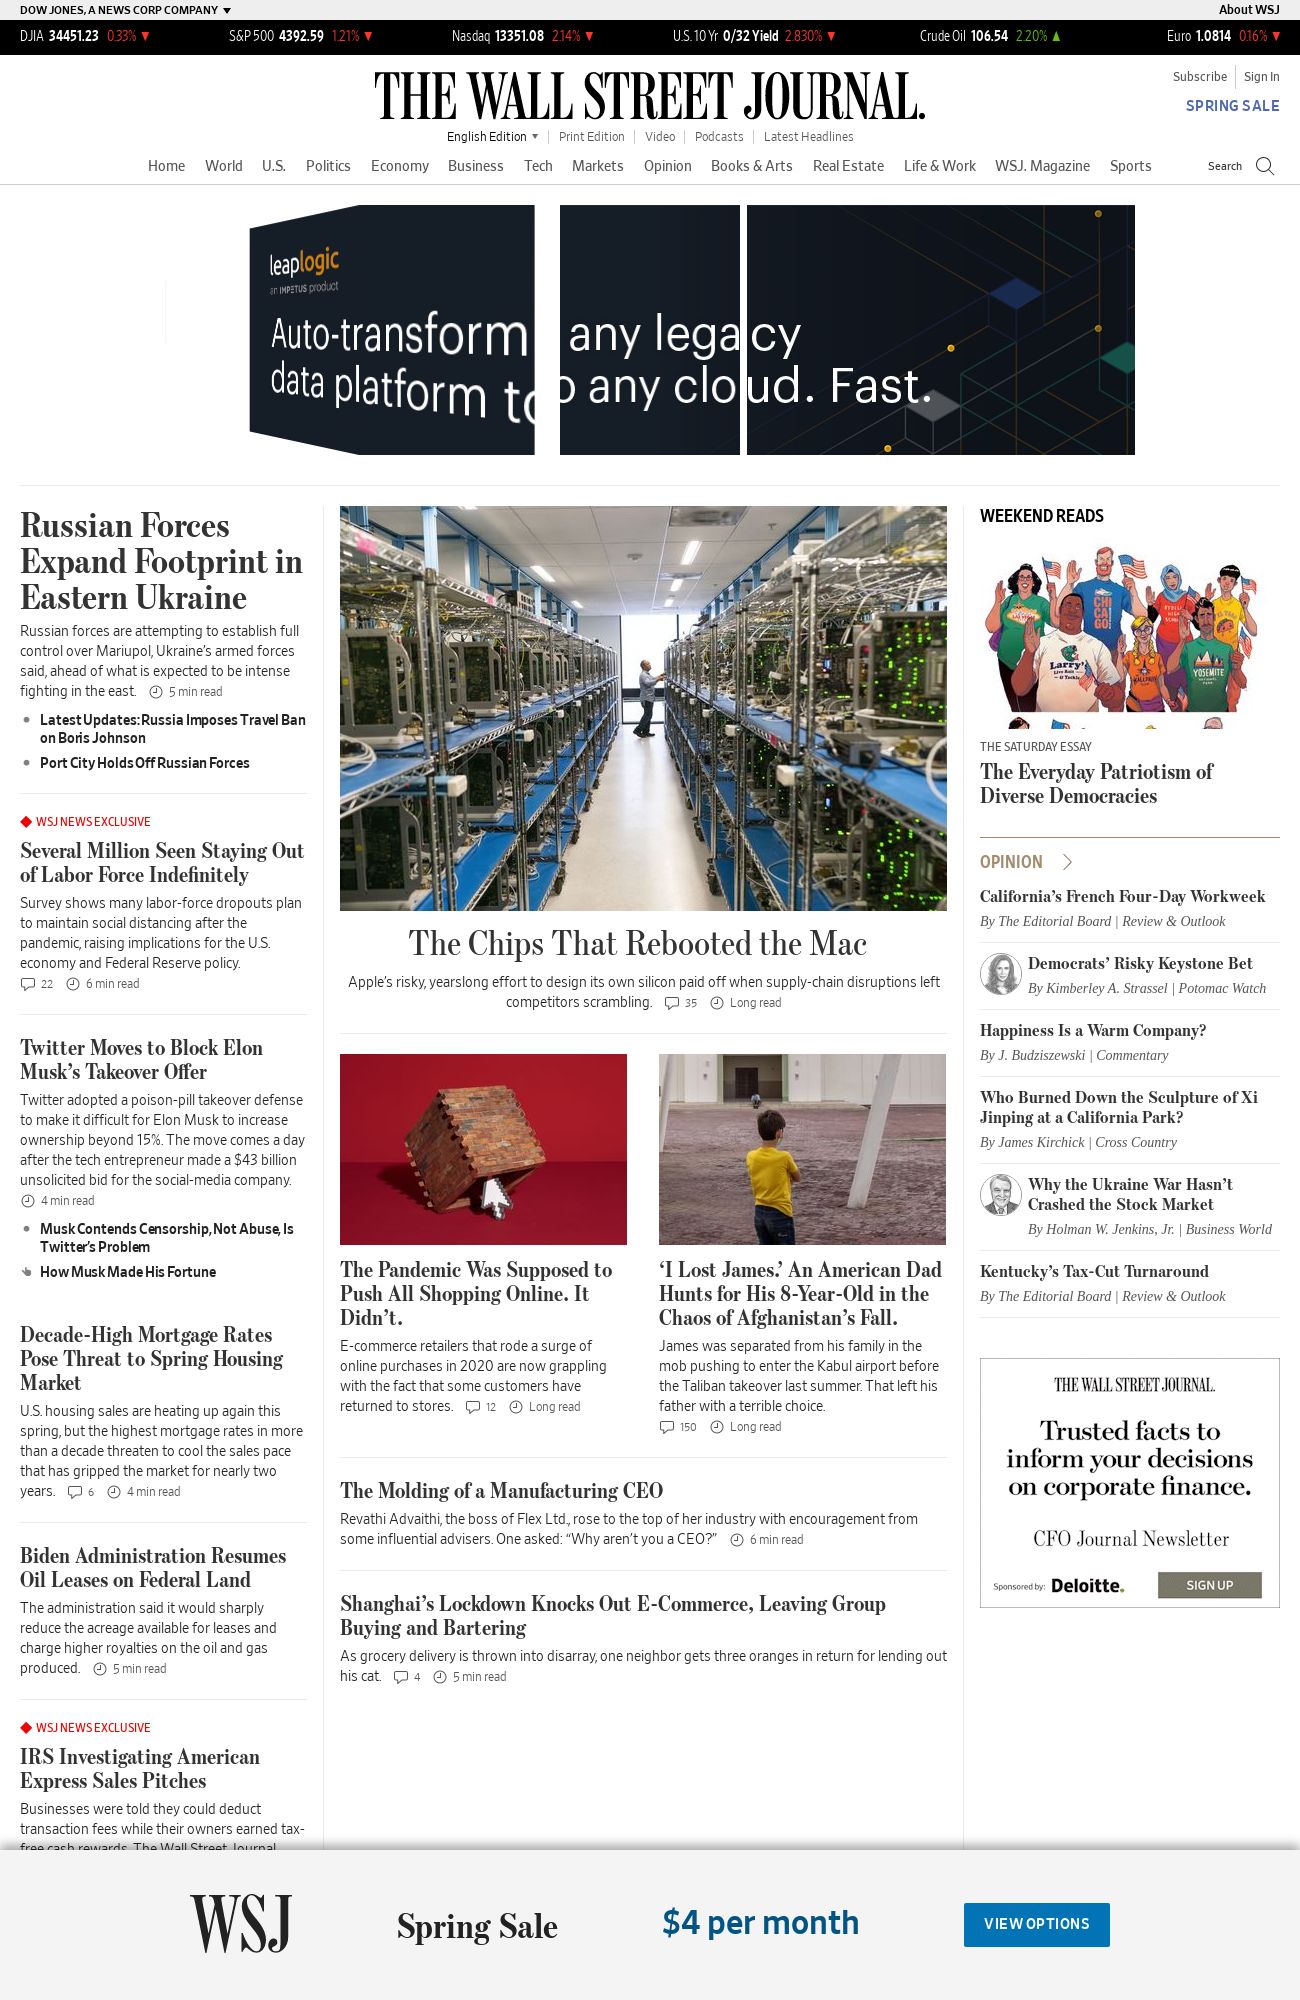 DOW JONES, A NEWS CORP COMPANY
About WSJ
DJIA 34451.23 0.33% S&P 500 4392.59 1.21% Nasdaq 13351.08 2.14% U.S. 10 Yr 0/32 Yield 2.830% Crude Oil 106.54 2.20% Euro 1.0814 0.16%
THE WALL STREET JOURNAL.
Subscribe Sign In
SPRING SALE
English Edition Print Edition Video Podcasts Latest Headlines
Home World U.S. Politics Economy Business Tech Markets Opinion Books & Arts Real Estate Life & Work WSJ. Magazine Sports
Search
leaplogic
an IMPETUS product
Auto-transform any legacy
data platform to any cloud. Fast.
Russian Forces
Expand Footprint in
Eastern Ukraine
Russian forces are attempting to establish full
control over Mariupol, Ukraine’s armed forces
said, ahead of what is expected to be intense
fighting in the east. 5 min read
Latest Updates: Russia Imposes Travel Ban
on Boris Johnson
Port City Holds Off Russian Forces
WSJ NEWS EXCLUSIVE
Several Million Seen Staying Out
of Labor Force Indefinitely
Survey shows many labor-force dropouts plan
to maintain social distancing after the
pandemic, raising implications for the U.S.
economy and Federal Reserve policy.
22 6 min read
Twitter Moves to Block Elon
Musk’s Takeover Offer
Twitter adopted a poison-pill takeover defense
to make it difficult for Elon Musk to increase
ownership beyond 15%. The move comes a day
after the tech entrepreneur made a $43 billion
unsolicited bid for the social-media company.
4 min read
Musk Contends Censorship, Not Abuse, Is
Twitter’s Problem
How Musk Made His Fortune
Decade-High Mortgage Rates
Pose Threat to Spring Housing
Market
U.S. housing sales are heating up again this
spring, but the highest mortgage rates in more
than a decade threaten to cool the sales pace
that has gripped the market for nearly two
years. 6 4 min read
Biden Administration Resumes
Oil Leases on Federal Land
The administration said it would sharply
reduce the acreage available for leases and
charge higher royalties on the oil and gas
produced. 5 min read
WSJ NEWS EXCLUSIVE
IRS Investigating American
Express Sales Pitches
Businesses were told they could deduct
transaction fees while their owners earned tax-
free cash rewards, The Wall Street Journal
The Chips That Rebooted the Mac
Apple’s risky, yearslong effort to design its own silicon paid off when supply-chain disruptions left
competitors scrambling. 35 Long read
The Pandemic Was Supposed to
Push All Shopping Online. It
Didn’t.
E-commerce retailers that rode a surge of
online purchases in 2020 are now grappling
with the fact that some customers have
returned to stores. 12 Long read
‘I Lost James.’ An American Dad
Hunts for His 8-Year-Old in the
Chaos of Afghanistan’s Fall.
James was separated from his family in the
mob pushing to enter the Kabul airport before
the Taliban takeover last summer. That left his
father with a terrible choice.
150 Long read
The Molding of a Manufacturing CEO
Revathi Advaithi, the boss of Flex Ltd., rose to the top of her industry with encouragement from
some influential advisers. One asked: “Why aren’t you a CEO?” 6 min read
Shanghai’s Lockdown Knocks Out E-Commerce, Leaving Group
Buying and Bartering
As grocery delivery is thrown into disarray, one neighbor gets three oranges in return for lending out
his cat. 4 5 min read
WEEKEND READS
CHI
CA
GO!
Larry's
YOSEMITE
THE SATURDAY ESSAY
The Everyday Patriotism of
Diverse Democracies
OPINION
California’s French Four-Day Workweek
By The Editorial Board | Review & Outlook
Democrats’ Risky Keystone Bet
By Kimberley A. Strassel | Potomac Watch
Happiness Is a Warm Company?
By J. Budziszewski | Commentary
Who Burned Down the Sculpture of Xi
Jinping at a California Park?
By James Kirchick | Cross Country
Why the Ukraine War Hasn’t
Crashed the Stock Market
By Holman W. Jenkins, Jr. | Business World
Kentucky’s Tax-Cut Turnaround
By The Editorial Board | Review & Outlook
THE WALL STREET JOURNAL.
Trusted facts to
inform your decisions
on corporate finance.
CFO Journal Newsletter
Sponsored by: Deloitte. SIGN UP
WSJ Spring Sale $4 per month VIEW OPTIONS